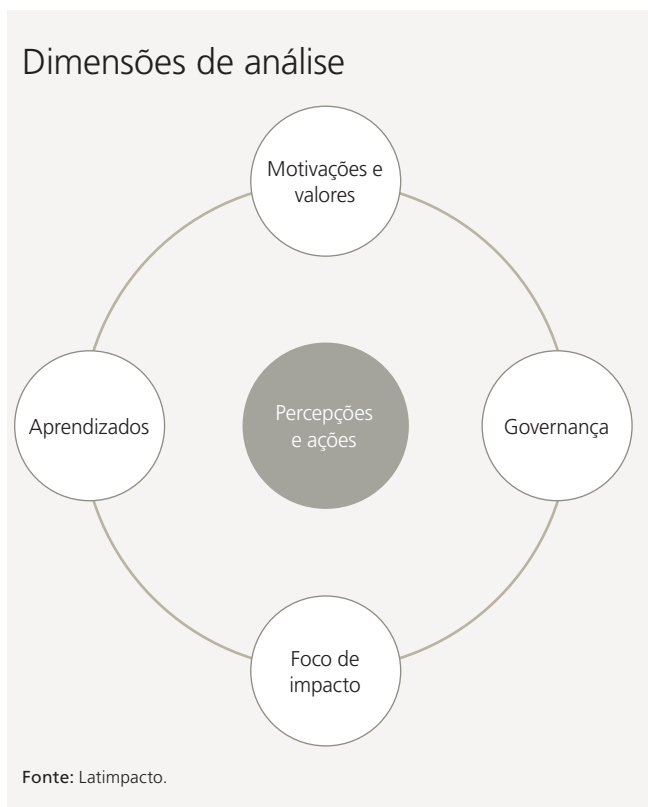 Dimensões de análise
Motivações e
valores
Aprendizados
Percepções
e ações
Governança
Foco de
impacto
Fonte: Latimpacto.